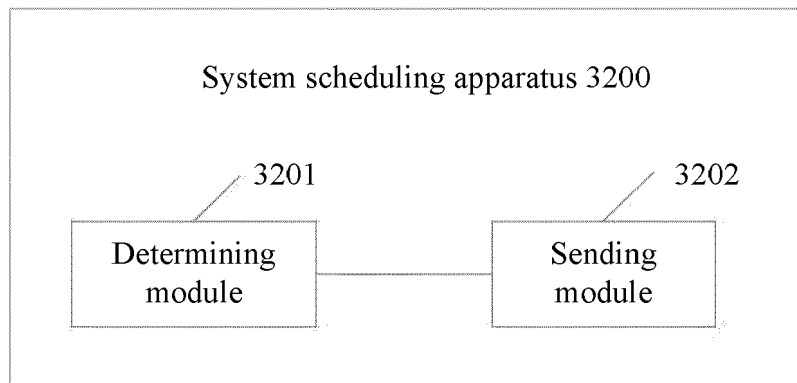 System scheduling apparatus 3200
3201
3202
Determining
module
Sending
module